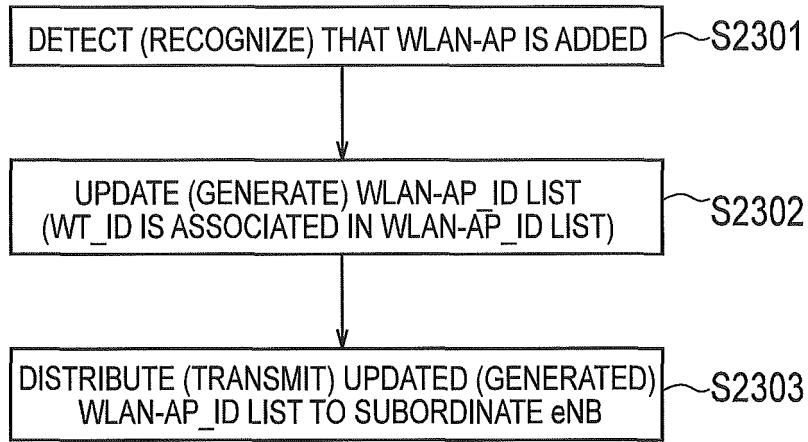 DETECT (RECOGNIZE) THAT WLAN-AP IS ADDED
S2301
UPDATE (GENERATE) WLAN-AP_ID LIST
(WT_ID IS ASSOCIATED IN WLAN-AP_ID LIST)
S2302
DISTRIBUTE (TRANSMIT) UPDATED (GENERATED)
WLAN-AP_ID LIST TO SUBORDINATE eNB
S2303